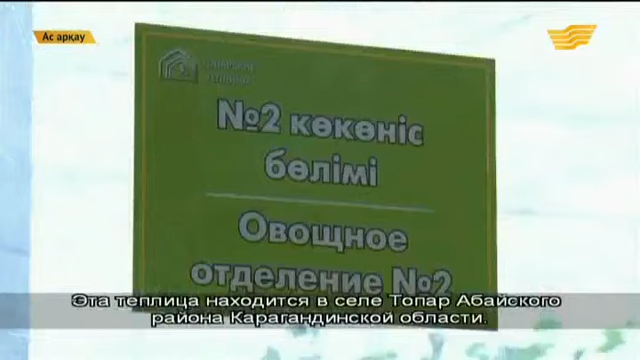 Ас арқау
№2 көкөніс
бөлімі
Овощное
отделение №2
Эта теплица находится в селе Топар Абайского
района Карагандинской области.